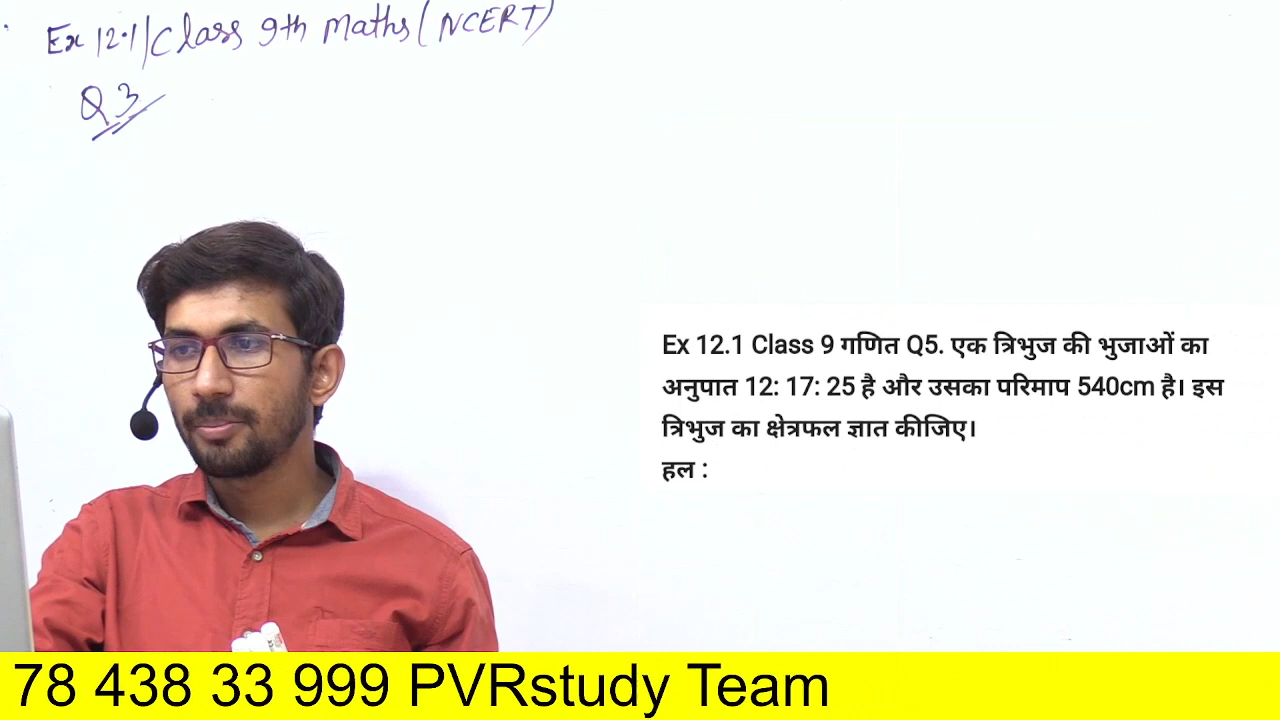 Ex 12.1/Class 9th Maths (NCERT)
Q3
Ex 12.1 Class 9 गणित Q5. एक त्रिभुज की भुजाओं का
अनुपात 12: 17: 25 है और उसका परिमाप 540cm है। इस
त्रिभुज का क्षेत्रफल ज्ञात कीजिए।
हल :
78 438 33 999 PVRstudy Team